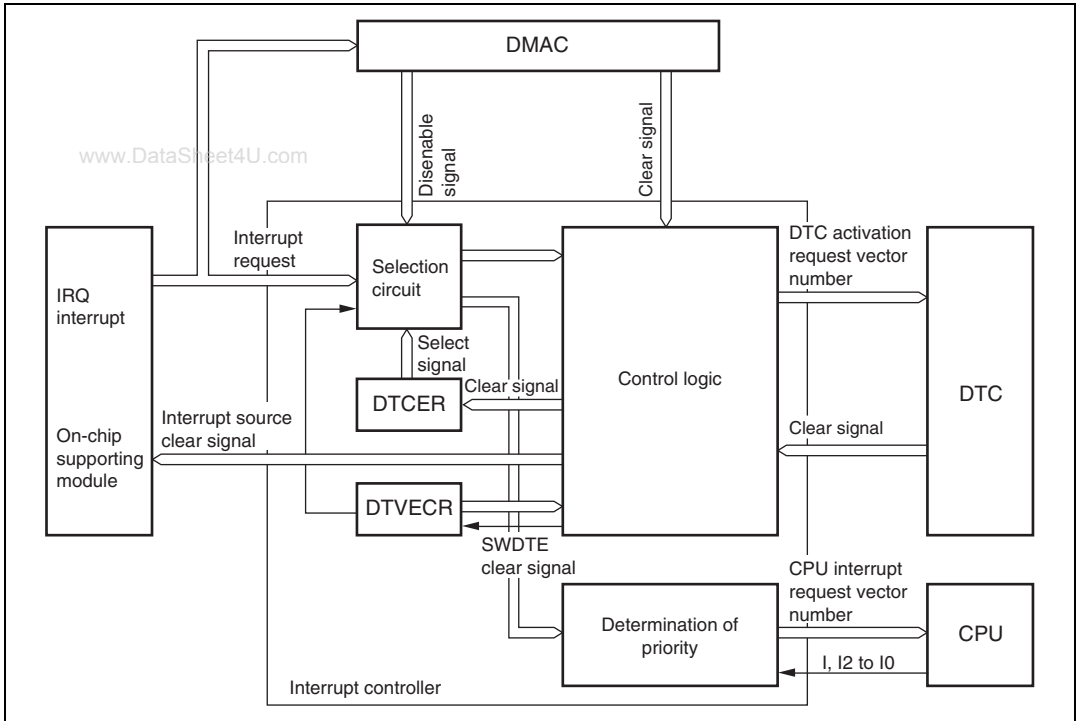 DMAC
www.DataSheet4U.com
Disenable
signal
Clear signal
Interrupt
request
DTC activation
request vector
number
IRQ
interrupt
Selection
circuit
Select
signal
Control logic
DTC
DTCER
Clear signal
Interrupt source
clear signal
Clear signal
On-chip
supporting
module
DTVECR
SWDTE
clear signal
CPU interrupt
request vector
number
Determination of
priority
CPU
I, I2 to I0
Interrupt controller